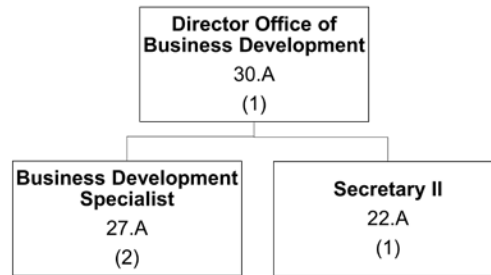 Director Office of
Business Development
30.A
(1)
Business Development
Specialist
27.A
(2)
Secretary II
22.A
(1)